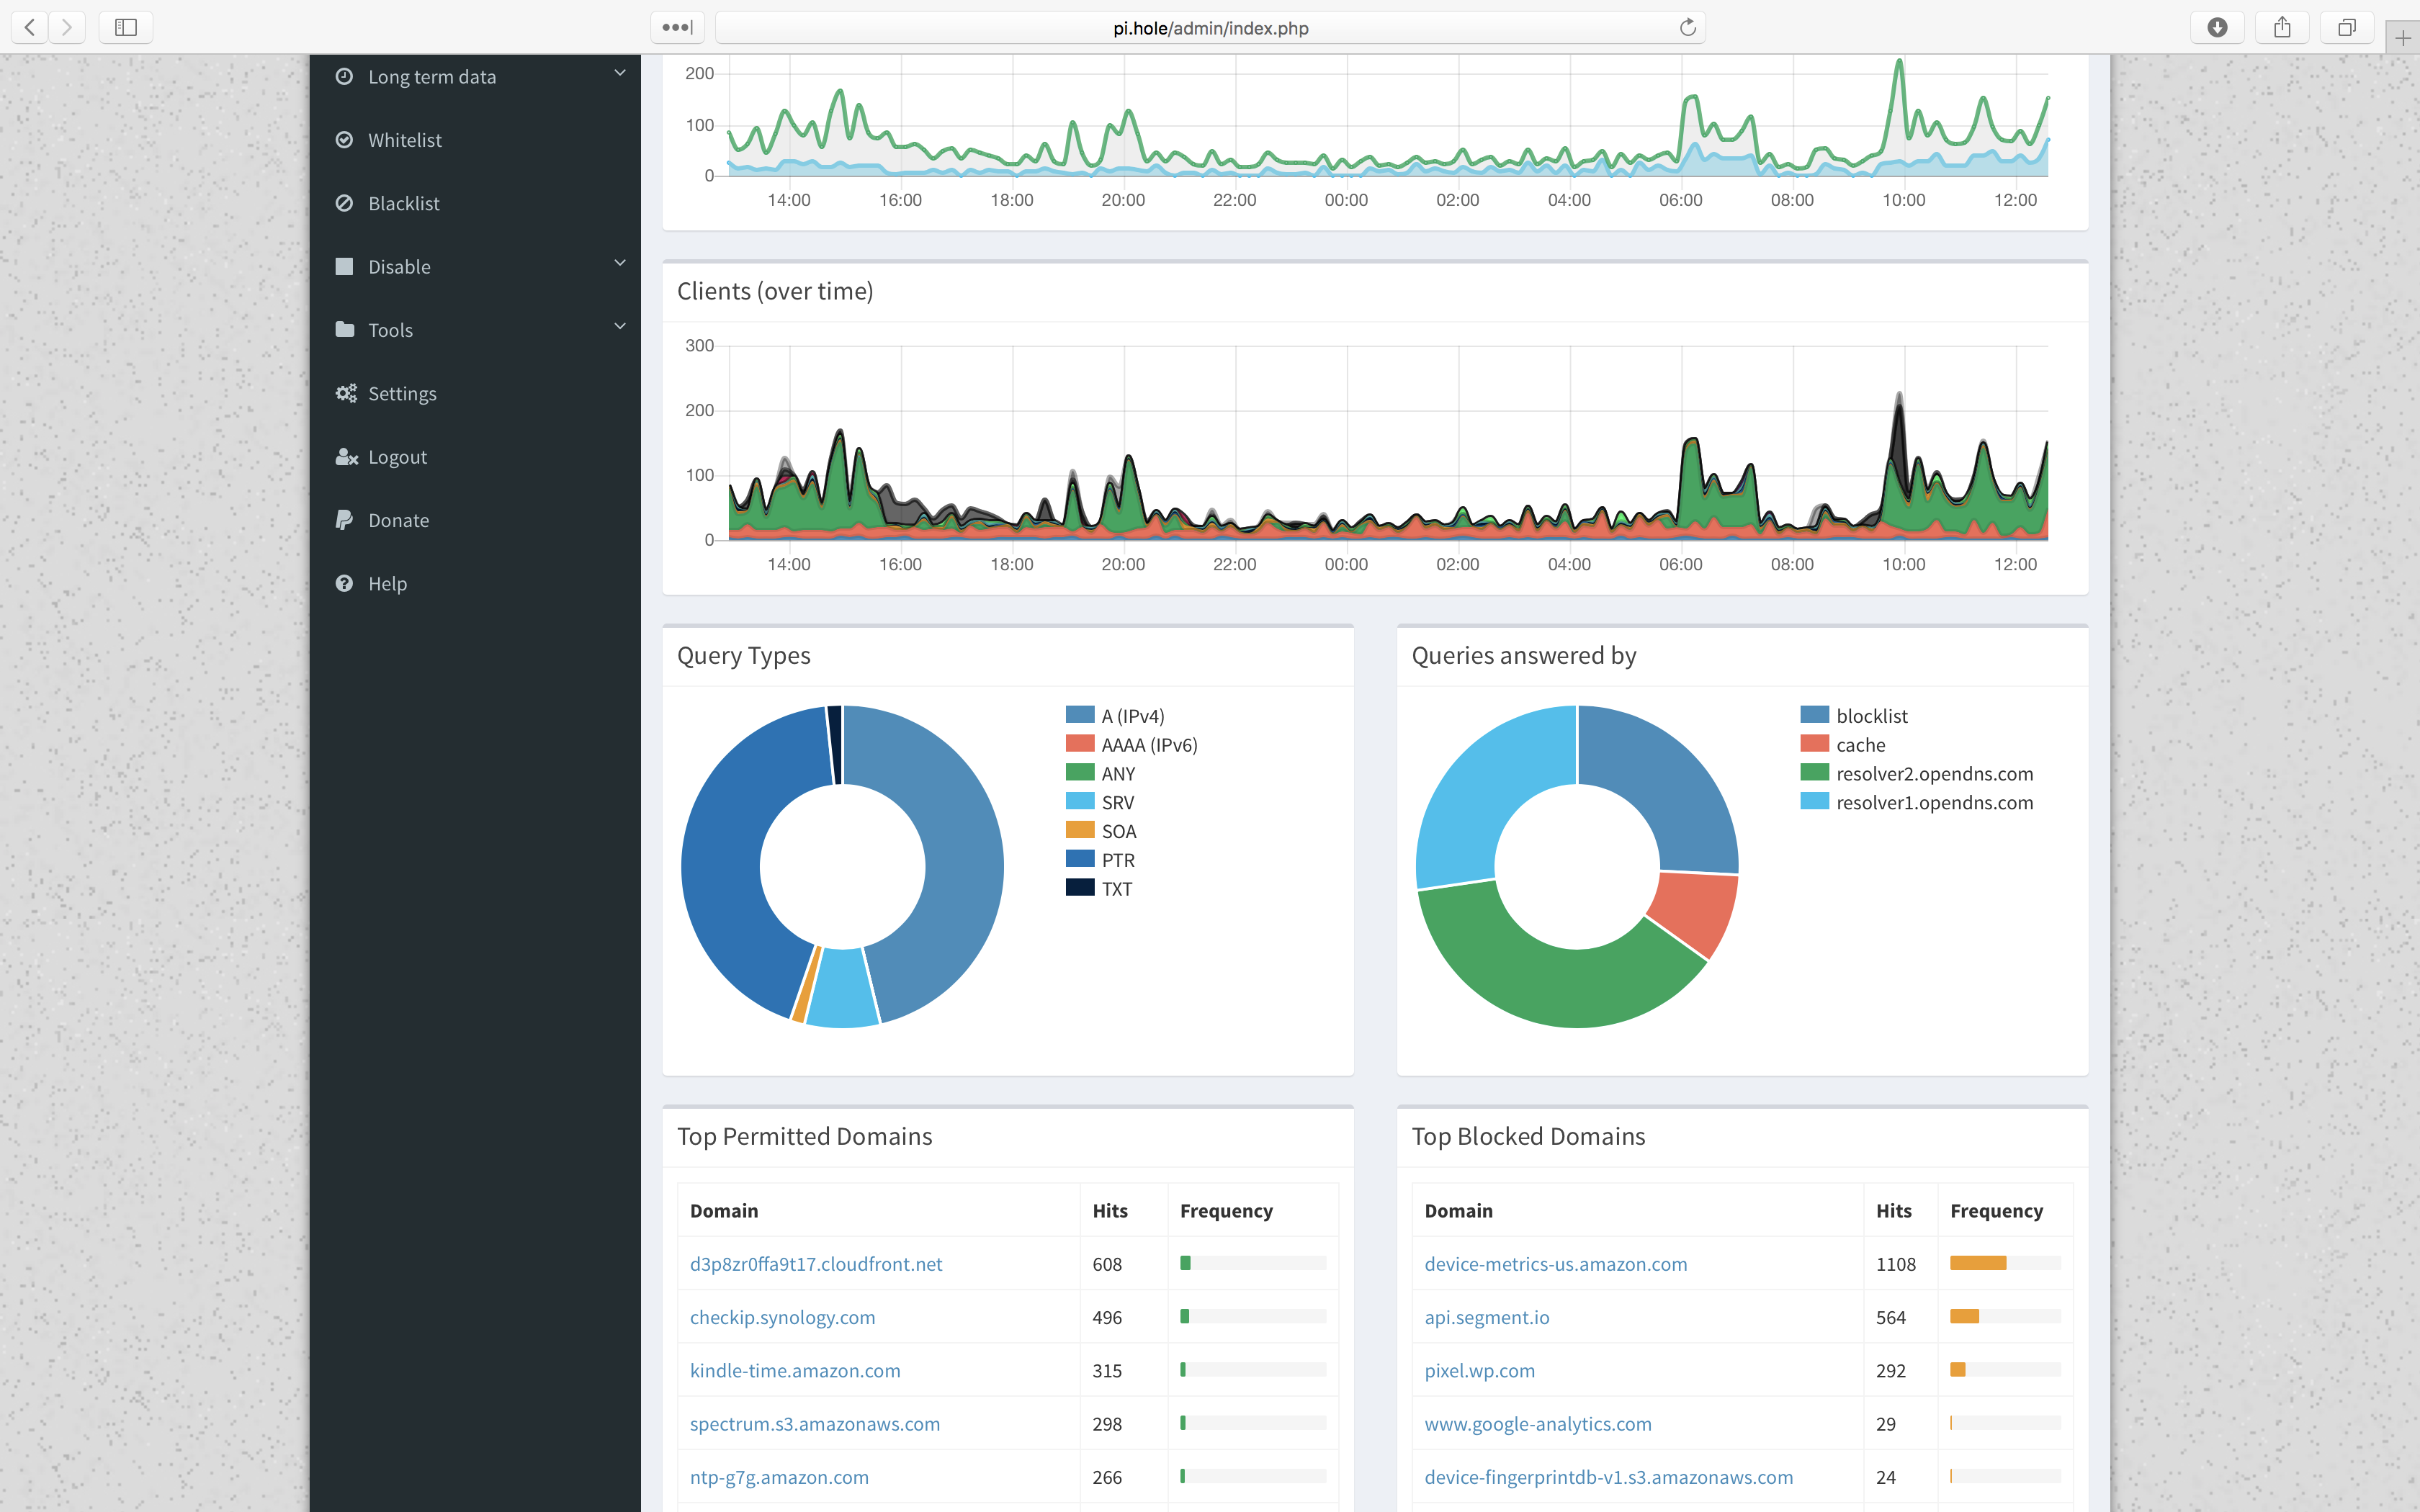 pi.hole/admin/index.php
Long term data
Whitelist
Blacklist
Disable
Tools
Settings
Logout
Donate
Help
200
100
0
14:00 16:00 18:00 20:00 22:00 00:00 02:00 04:00 06:00 08:00 10:00 12:00
Clients (over time)
300
200
100
0
14:00 16:00 18:00 20:00 22:00 00:00 02:00 04:00 06:00 08:00 10:00 12:00
Query Types
A (IPv4)
AAAA (IPv6)
ANY
SRV
SOA
PTR
TXT
Queries answered by
blocklist
cache
resolver2.opendns.com
resolver1.opendns.com
Top Permitted Domains
Domain Hits Frequency
d3p8zr0ffa9t17.cloudfront.net 608
checkip.synology.com 496
kindle-time.amazon.com 315
spectrum.s3.amazonaws.com 298
ntp-g7g.amazon.com 266
Top Blocked Domains
Domain Hits Frequency
device-metrics-us.amazon.com 1108
api.segment.io 564
pixel.wp.com 292
www.google-analytics.com 29
device-fingerprintdb-v1.s3.amazonaws.com 24